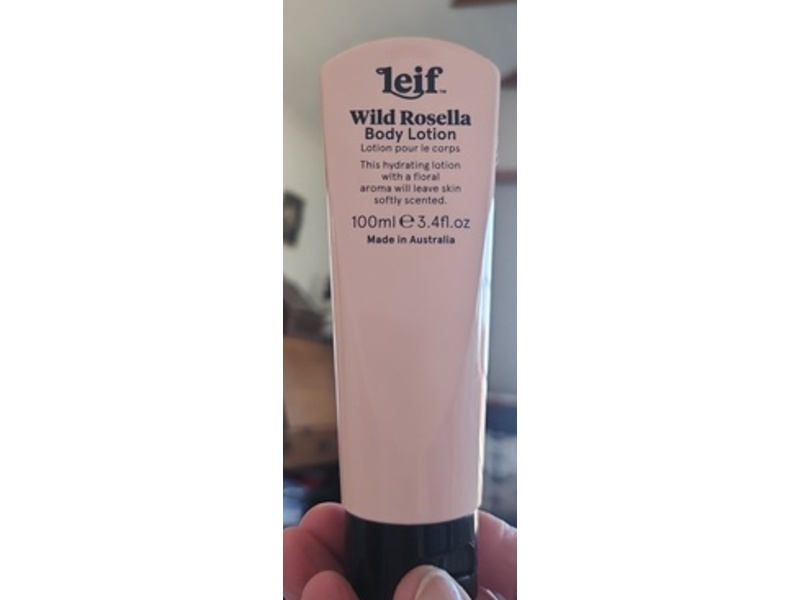 leif™
Wild Rosella
Body Lotion
Lotion pour le corps
This hydrating lotion
with a floral
aroma will leave skin
softly scented.
100ml ℮ 3.4fl.oz
Made in Australia